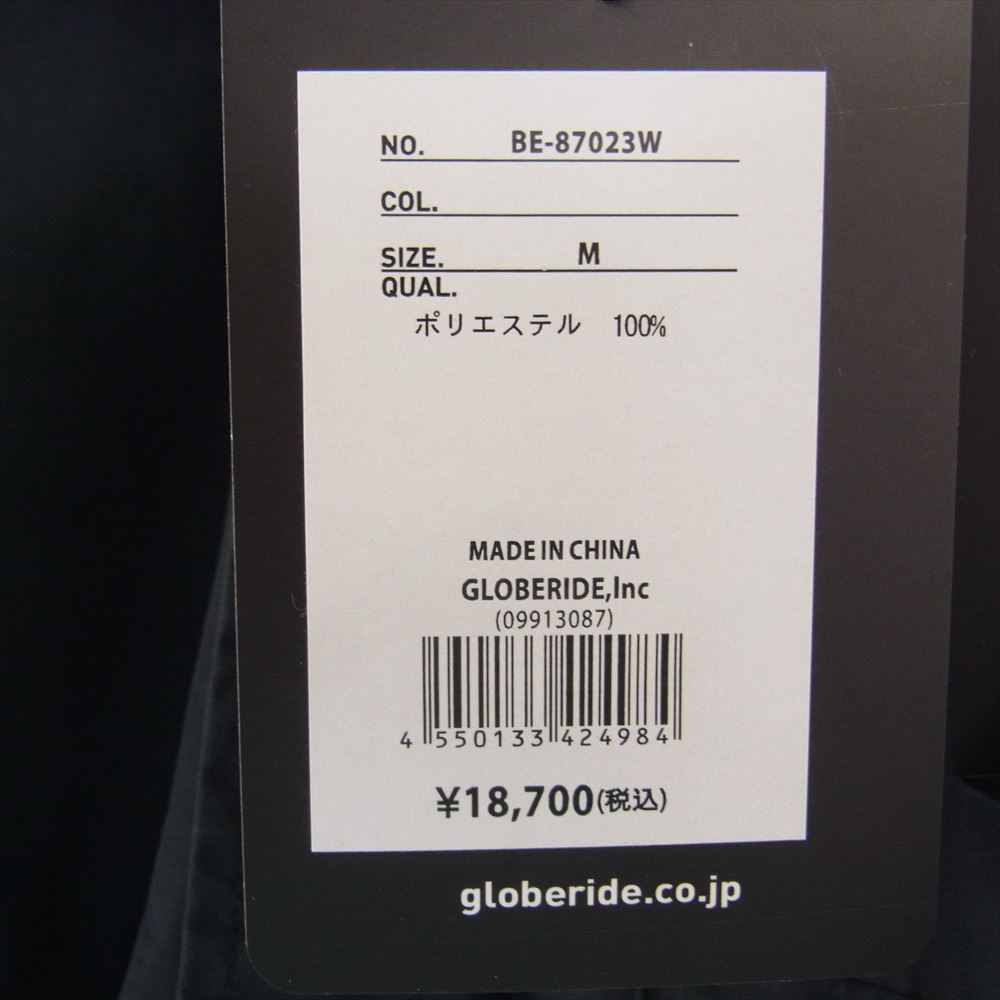 NO. BE-87023W
COL.
SIZE. M
QUAL.
ポリエステル 100%
MADE IN CHINA
GLOBERIDE,Inc
(09913087)
4 550133 424984
¥18,700(税込)
globeride.co.jp